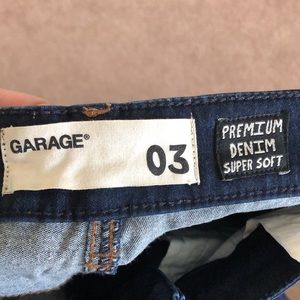 GARAGE®
03
PREMIUM
DENIM
SUPER SOFT